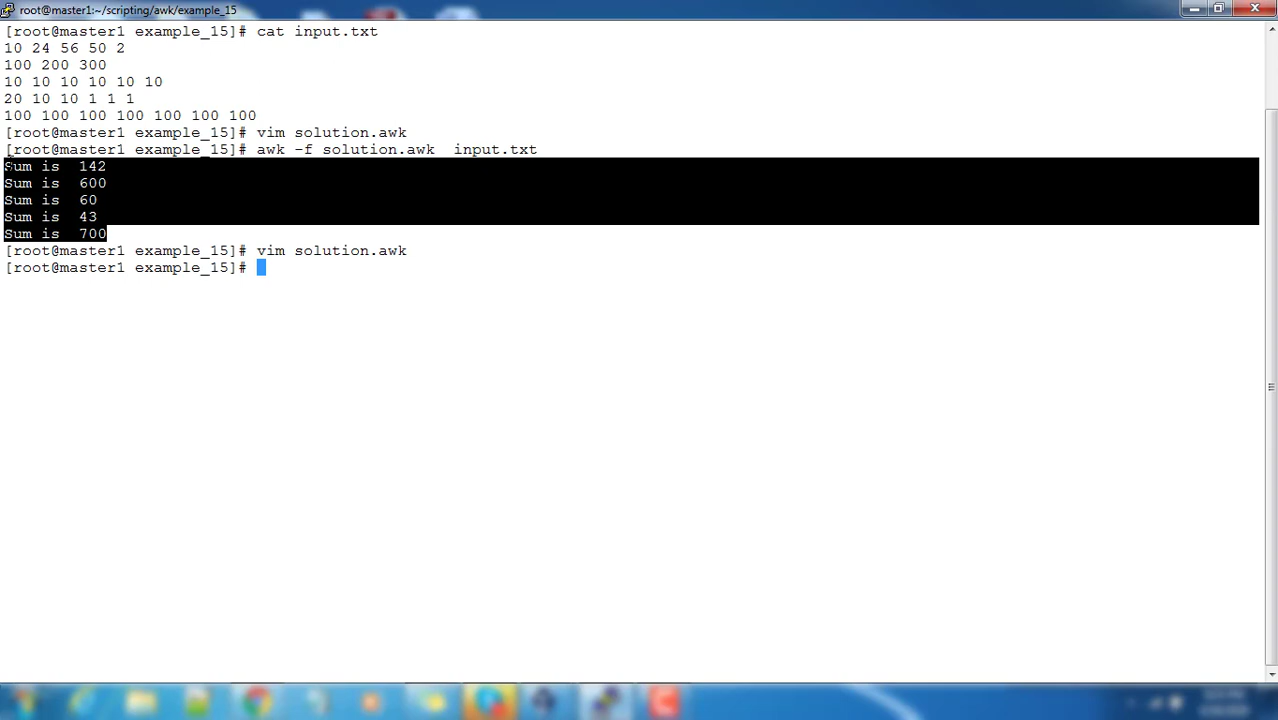 root@master1:~/scripting/awk/example_15
[root@master1 example_15]# cat input.txt
10 24 56 50 2
100 200 300
10 10 10 10 10 10
20 10 10 1 1 1
100 100 100 100 100 100 100
[root@master1 example_15]# vim solution.awk
[root@master1 example_15]# awk -f solution.awk  input.txt
Sum is  142
Sum is  600
Sum is  60
Sum is  43
Sum is  700
[root@master1 example_15]# vim solution.awk
[root@master1 example_15]#